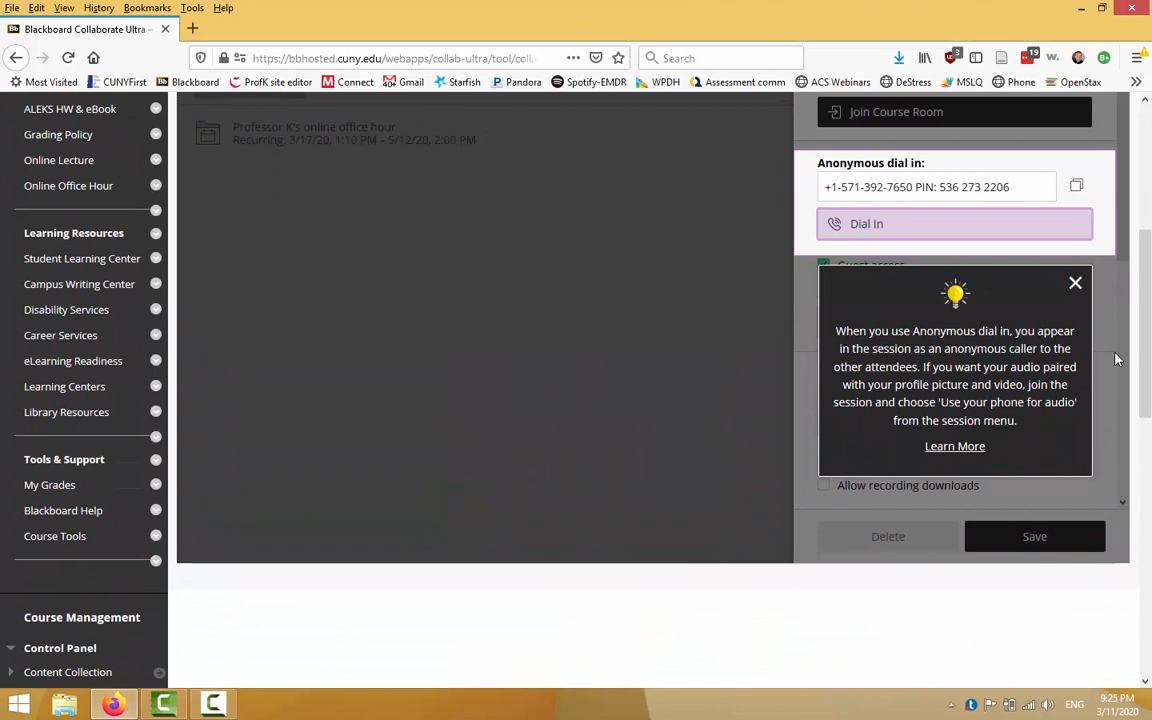 File Edit View History Bookmarks Tools Help
Blackboard Collaborate Ultra –
https://bbhosted.cuny.edu/webapps/collab-ultra/tool/colla
Search
3
19
Most Visited CUNYFirst Blackboard ProfK site editor Connect Gmail Starfish Pandora Spotify-EMDR WPDH Assessment comm ACS Webinars DeStress MSLQ Phone OpenStax
ALEKS HW & eBook
Grading Policy
Online Lecture
Online Office Hour
Learning Resources
Student Learning Center
Campus Writing Center
Disability Services
Career Services
eLearning Readiness
Learning Centers
Library Resources
Tools & Support
My Grades
Blackboard Help
Course Tools
Course Management
Control Panel
Content Collection
Professor K's online office hour
Recurring: 3/17/20, 1:10 PM – 5/12/20, 2:00 PM
Join Course Room
Anonymous dial in:
+1-571-392-7650 PIN: 536 273 2206
Dial In
Guest access
When you use Anonymous dial in, you appear
in the session as an anonymous caller to the
other attendees. If you want your audio paired
with your profile picture and video, join the
session and choose 'Use your phone for audio'
from the session menu.
Learn More
Allow recording downloads
Delete Save
ENG
9:25 PM
3/11/2020